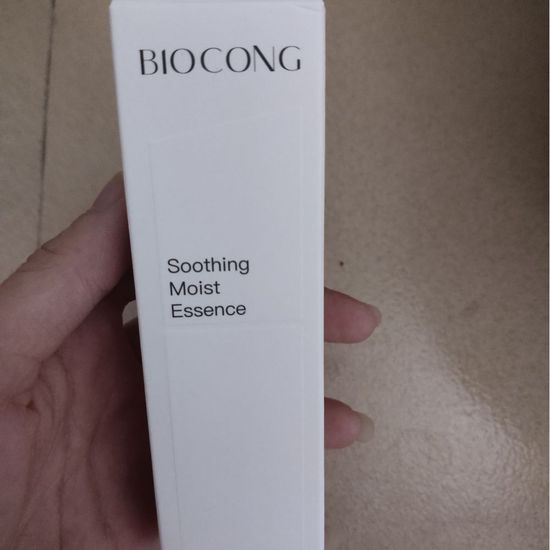 BIOCONG
Soothing
Moist
Essence